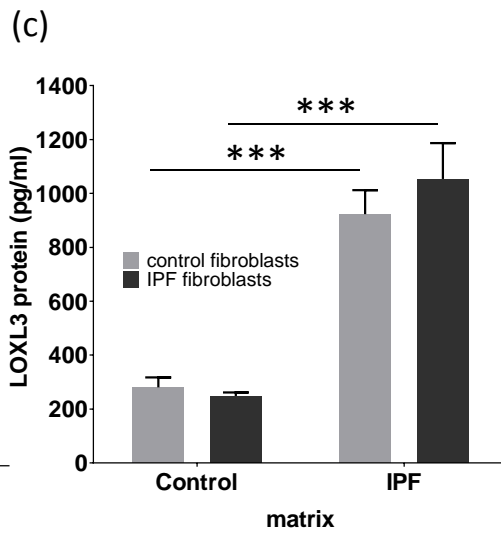 (c)
1400
1200
1000
800
600
400
200
0
LOXL3 protein (pg/ml)
***
***
control fibroblasts
IPF fibroblasts
Control IPF
matrix